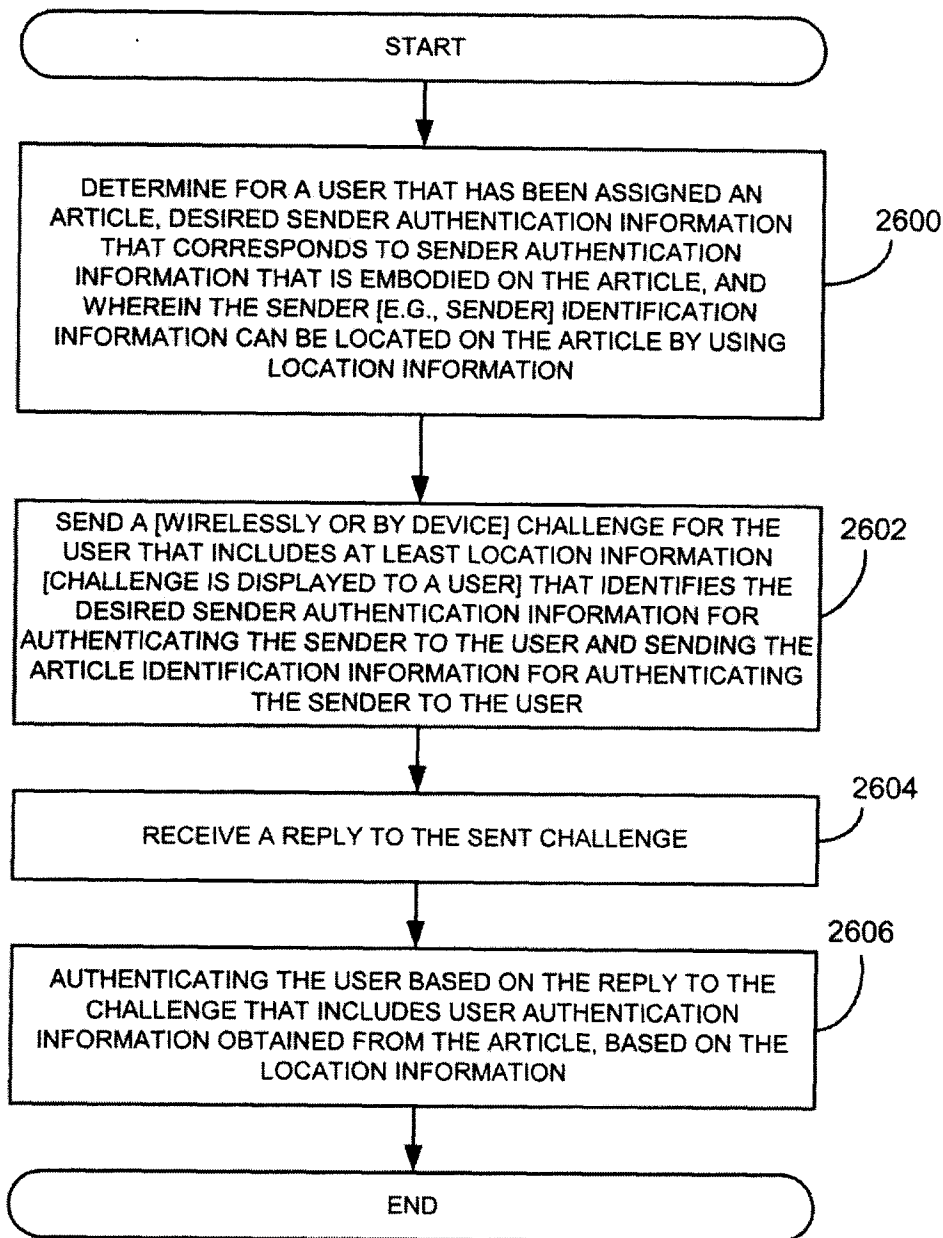 START
DETERMINE FOR A USER THAT HAS BEEN ASSIGNED AN
ARTICLE, DESIRED SENDER AUTHENTICATION INFORMATION
THAT CORRESPONDS TO SENDER AUTHENTICATION
INFORMATION THAT IS EMBODIED ON THE ARTICLE, AND
WHEREIN THE SENDER [E.G., SENDER] IDENTIFICATION
INFORMATION CAN BE LOCATED ON THE ARTICLE BY USING
LOCATION INFORMATION
2600
SEND A [WIRELESSLY OR BY DEVICE] CHALLENGE FOR THE
USER THAT INCLUDES AT LEAST LOCATION INFORMATION
[CHALLENGE IS DISPLAYED TO A USER] THAT IDENTIFIES THE
DESIRED SENDER AUTHENTICATION INFORMATION FOR
AUTHENTICATING THE SENDER TO THE USER AND SENDING THE
ARTICLE IDENTIFICATION INFORMATION FOR AUTHENTICATING
THE SENDER TO THE USER
2602
RECEIVE A REPLY TO THE SENT CHALLENGE
2604
AUTHENTICATING THE USER BASED ON THE REPLY TO THE
CHALLENGE THAT INCLUDES USER AUTHENTICATION
INFORMATION OBTAINED FROM THE ARTICLE, BASED ON THE
LOCATION INFORMATION
2606
END